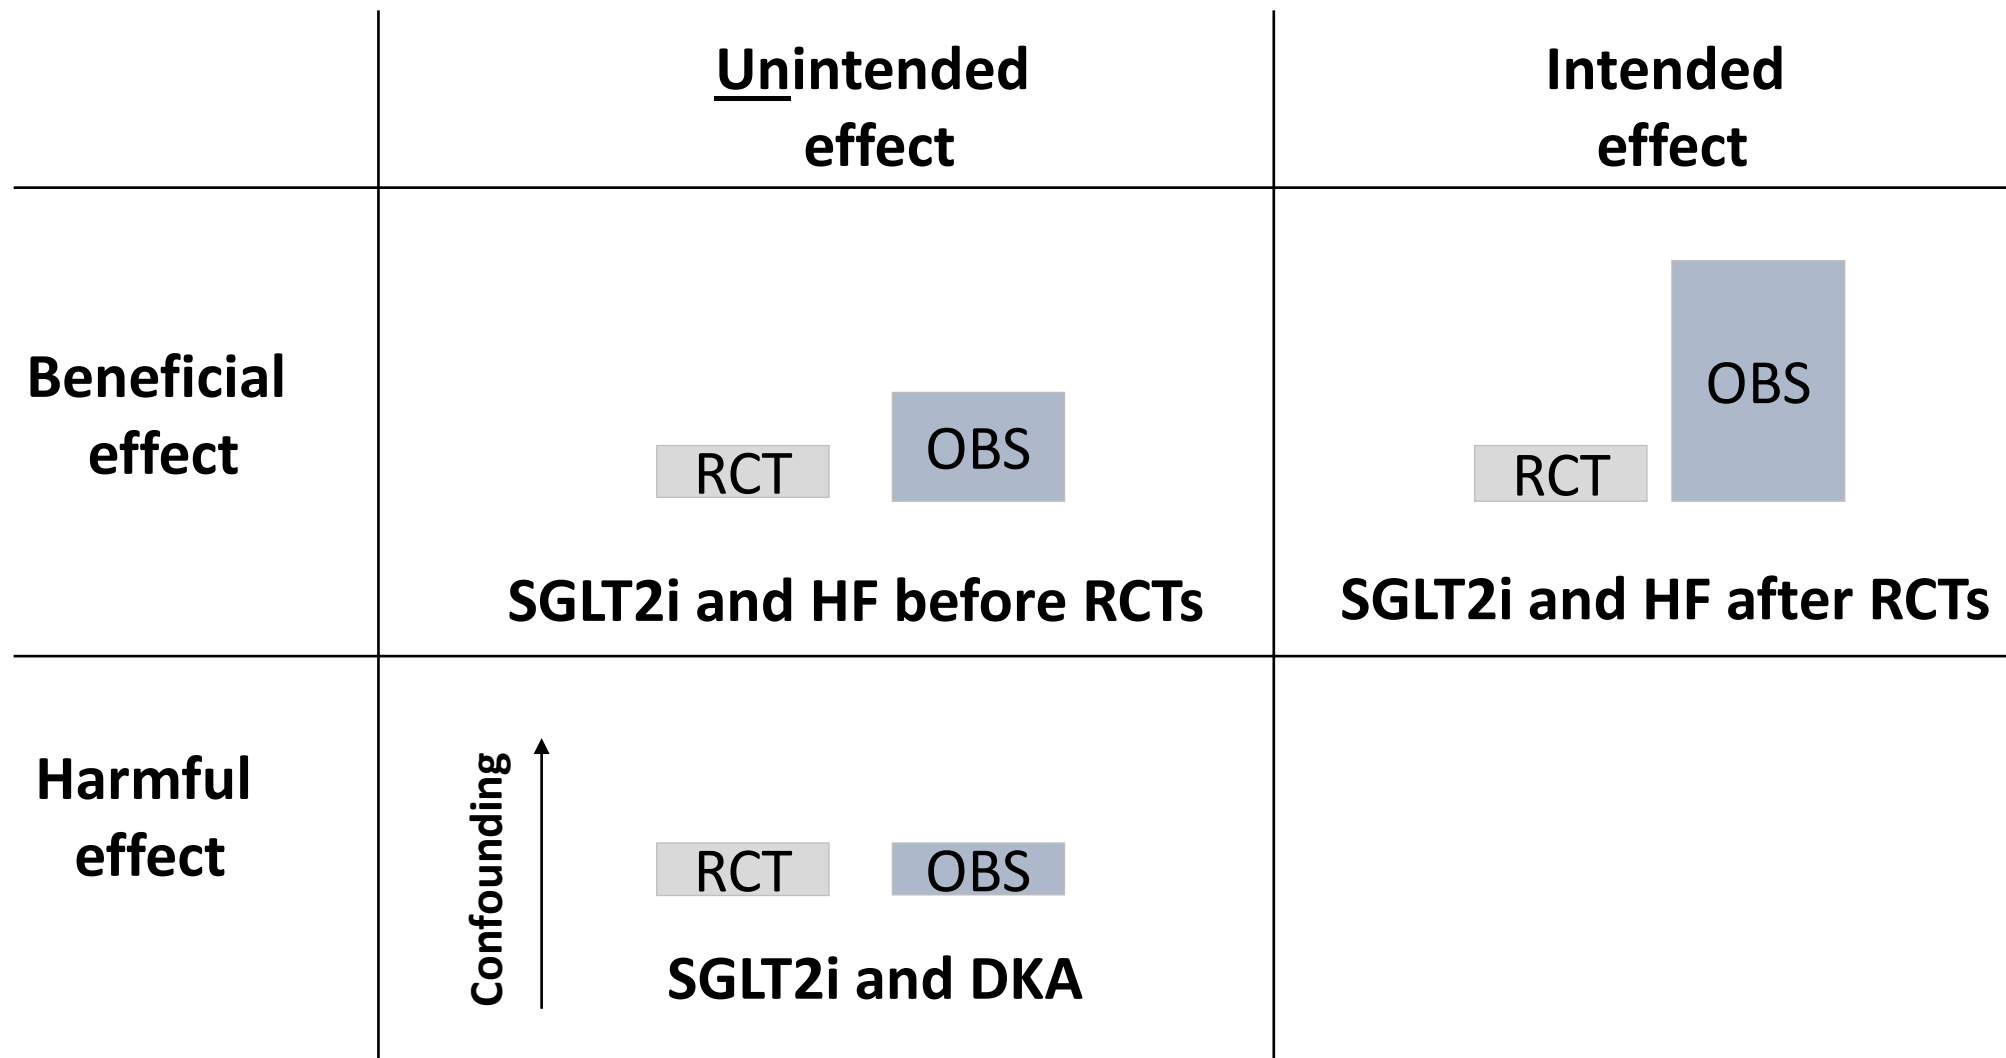 Unintended
effect
Intended
effect
Beneficial
effect
RCT
OBS
SGLT2i and HF before RCTs
RCT
OBS
SGLT2i and HF after RCTs
Harmful
effect
Confounding
RCT
OBS
SGLT2i and DKA